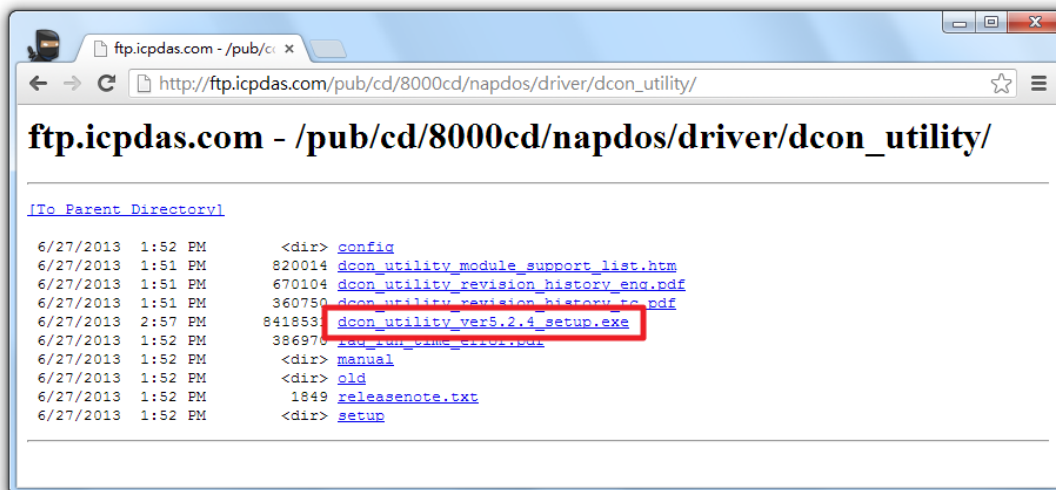 ftp.icpdas.com - /pub/cc
http://ftp.icpdas.com/pub/cd/8000cd/napdos/driver/dcon_utility/
ftp.icpdas.com - /pub/cd/8000cd/napdos/driver/dcon_utility/
[To Parent Directory]
6/27/2013 1:52 PM <dir> config
6/27/2013 1:51 PM 820014 dcon_utility_module_support_list.htm
6/27/2013 1:51 PM 670104 dcon_utility_revision_history_eng.pdf
6/27/2013 1:51 PM 360750 dcon_utility_revision_history_tc.pdf
6/27/2013 2:57 PM 8418531 dcon_utility_ver5.2.4_setup.exe
6/27/2013 1:52 PM 386970 faq_run_time_error.pdf
6/27/2013 1:52 PM <dir> manual
6/27/2013 1:52 PM <dir> old
6/27/2013 1:52 PM 1849 releasenote.txt
6/27/2013 1:52 PM <dir> setup